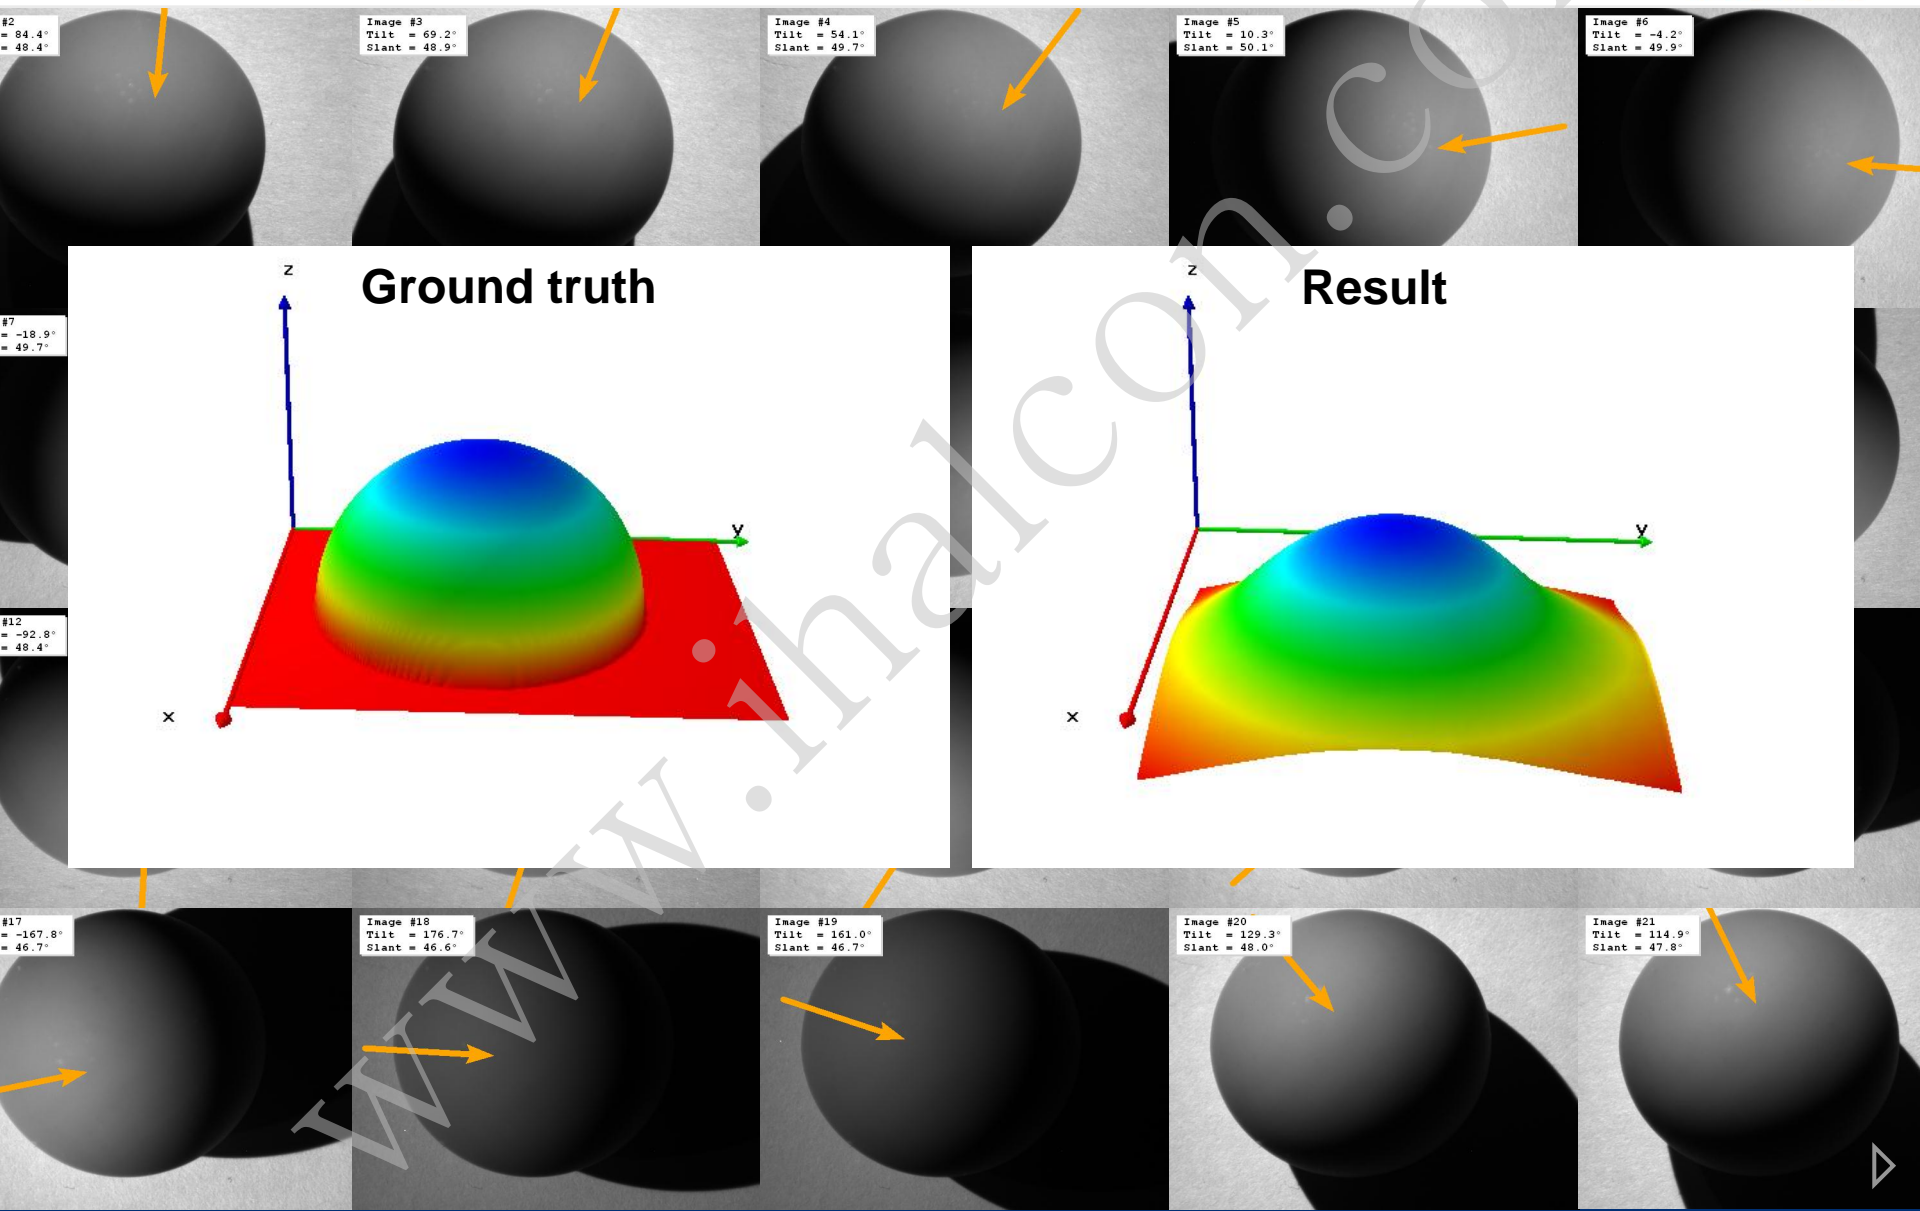 #2
= 84.4°
= 48.4°
Image #3
Tilt = 69.2°
Slant = 48.9°
Image #4
Tilt = 54.1°
Slant = 49.7°
Image #5
Tilt = 10.3°
Slant = 50.1°
Image #6
Tilt = -4.2°
Slant = 49.9°
Ground truth
z
y
x
Result
z
y
x
#7
= -18.9°
= 49.7°
#12
= -92.8°
= 48.4°
#17
= -167.8°
= 46.7°
Image #18
Tilt = 176.7°
Slant = 46.6°
Image #19
Tilt = 161.0°
Slant = 46.7°
Image #20
Tilt = 129.3°
Slant = 48.0°
Image #21
Tilt = 114.9°
Slant = 47.8°
www.ihalcon.co